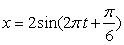 x = 2sin(2πt + π/6)